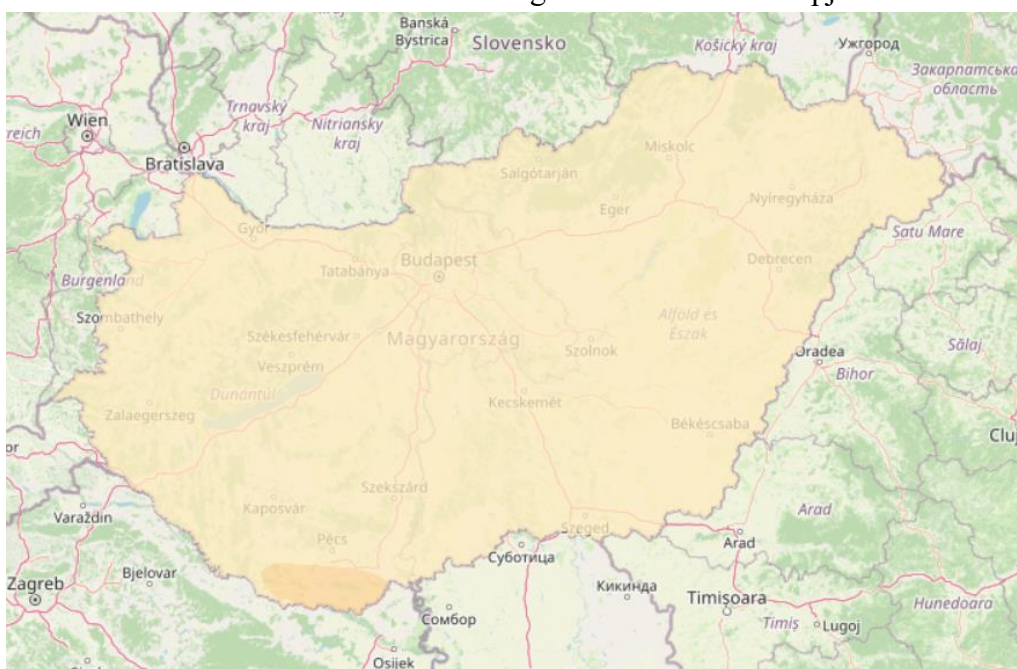 Banská
Bystrica
Slovensko
Košický kraj
Ужгород
Закарпатська
область
Trnavský
kraj
Nitriansky
kraj
Wien
reich
Bratislava
Salgótarján
Miskolc
Nyíregyháza
Eger
Győr
Satu Mare
Budapest
Tatabánya
Debrecen
Burgenland
Szombathely
Székesfehérvár
Magyarország
Alföld és
Észak
Szolnok
Veszprém
Oradea
Sălaj
Bihor
Dunántúl
Kecskemét
Zalaegerszeg
Békéscsaba
Cluj
Szekszárd
Kaposvár
Varaždin
Arad
Szeged
Pécs
Суботица
Arad
Bjelovar
Zagreb
Кикинда
Timișoara
Hunedoara
Сомбор
Timiș
Lugoj
Osijek